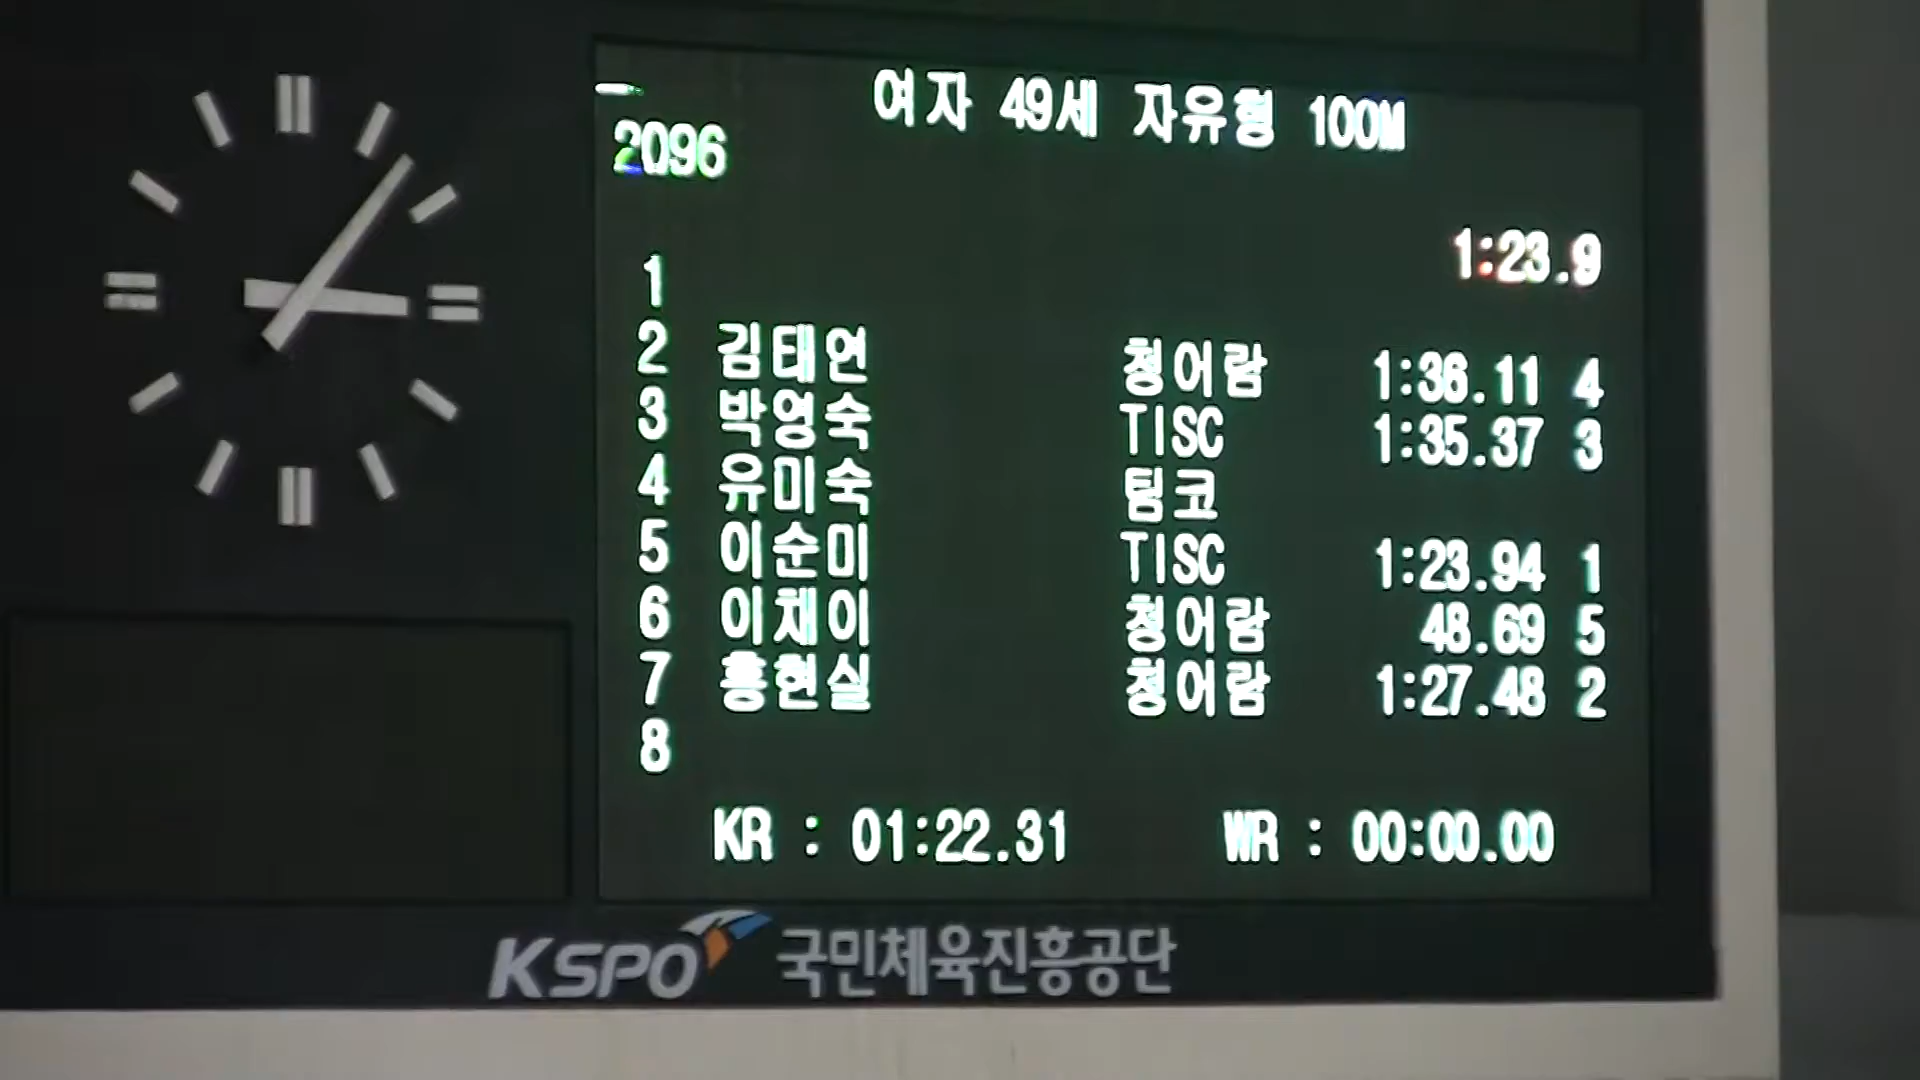 여자 49세 자유형 100M
2096
1:23.9
1
2 김태연 청어람 1:36.11 4
3 박영숙 TISC 1:35.37 3
4 유미숙 팀코
5 이순미 TISC 1:23.94 1
6 이채이 청어람 48.69 5
7 홍현실 청어람 1:27.48 2
8
KR : 01:22.31 WR : 00:00.00
KSPO 국민체육진흥공단